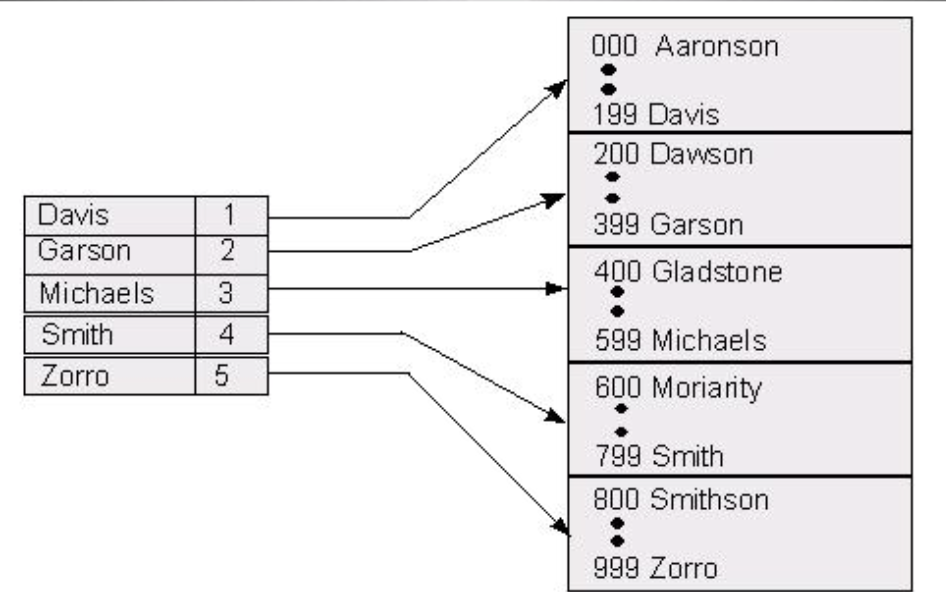 Davis 1
Garson 2
Michaels 3
Smith 4
Zorro 5
000 Aaronson
199 Davis
200 Dawson
399 Garson
400 Gladstone
599 Michaels
600 Moriarity
799 Smith
800 Smithson
999 Zorro